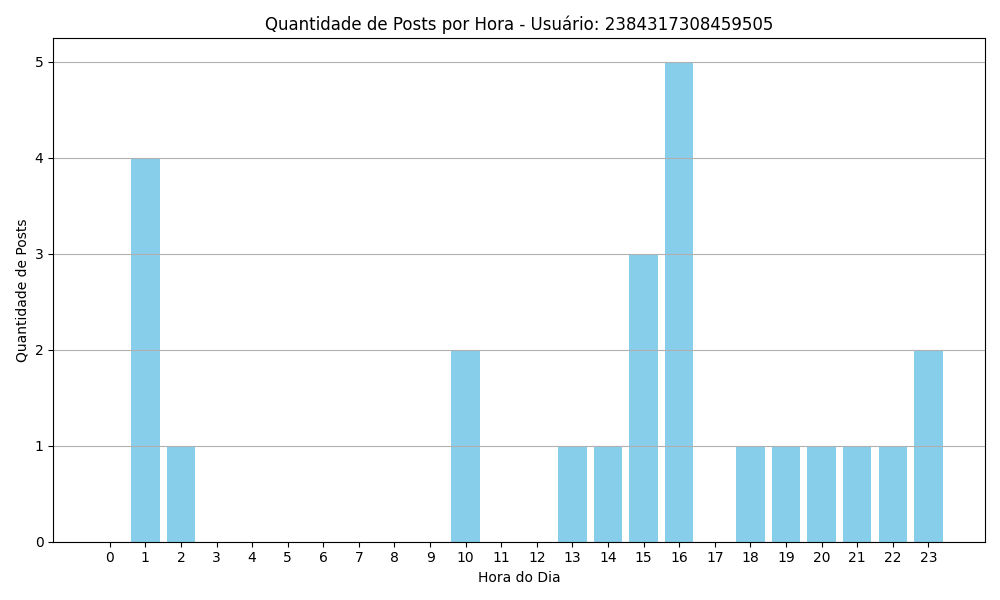 Quantidade de Posts por Hora - Usuário: 2384317308459505
Quantidade de Posts
5
4
3
2
1
0
0 1 2 3 4 5 6 7 8 9 10 11 12 13 14 15 16 17 18 19 20 21 22 23
Hora do Dia